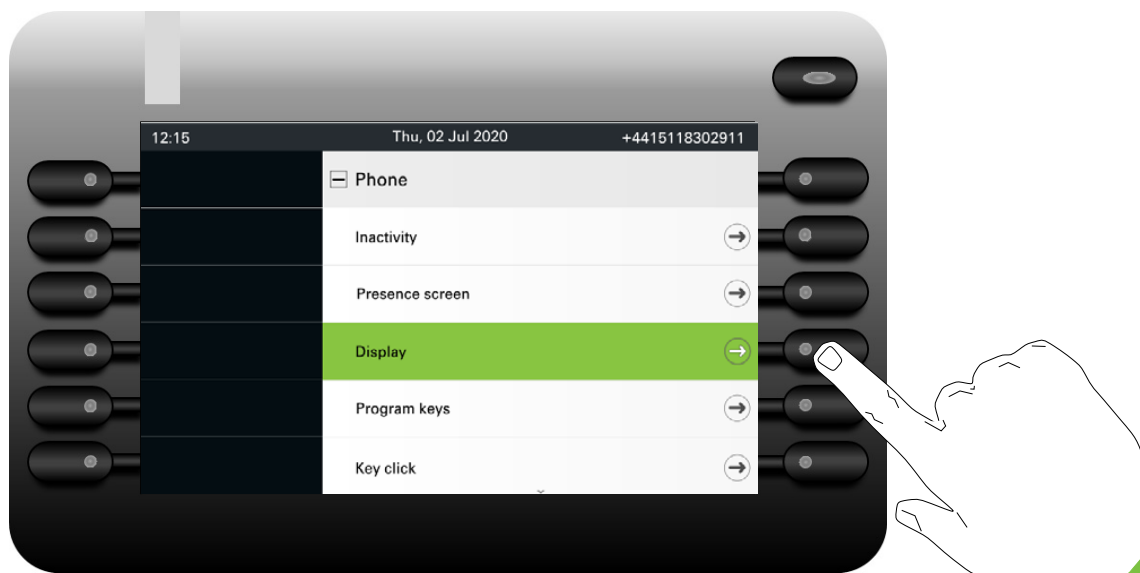 12:15 Thu, 02 Jul 2020 +4415118302911
Phone
Inactivity
Presence screen
Display
Program keys
Key click